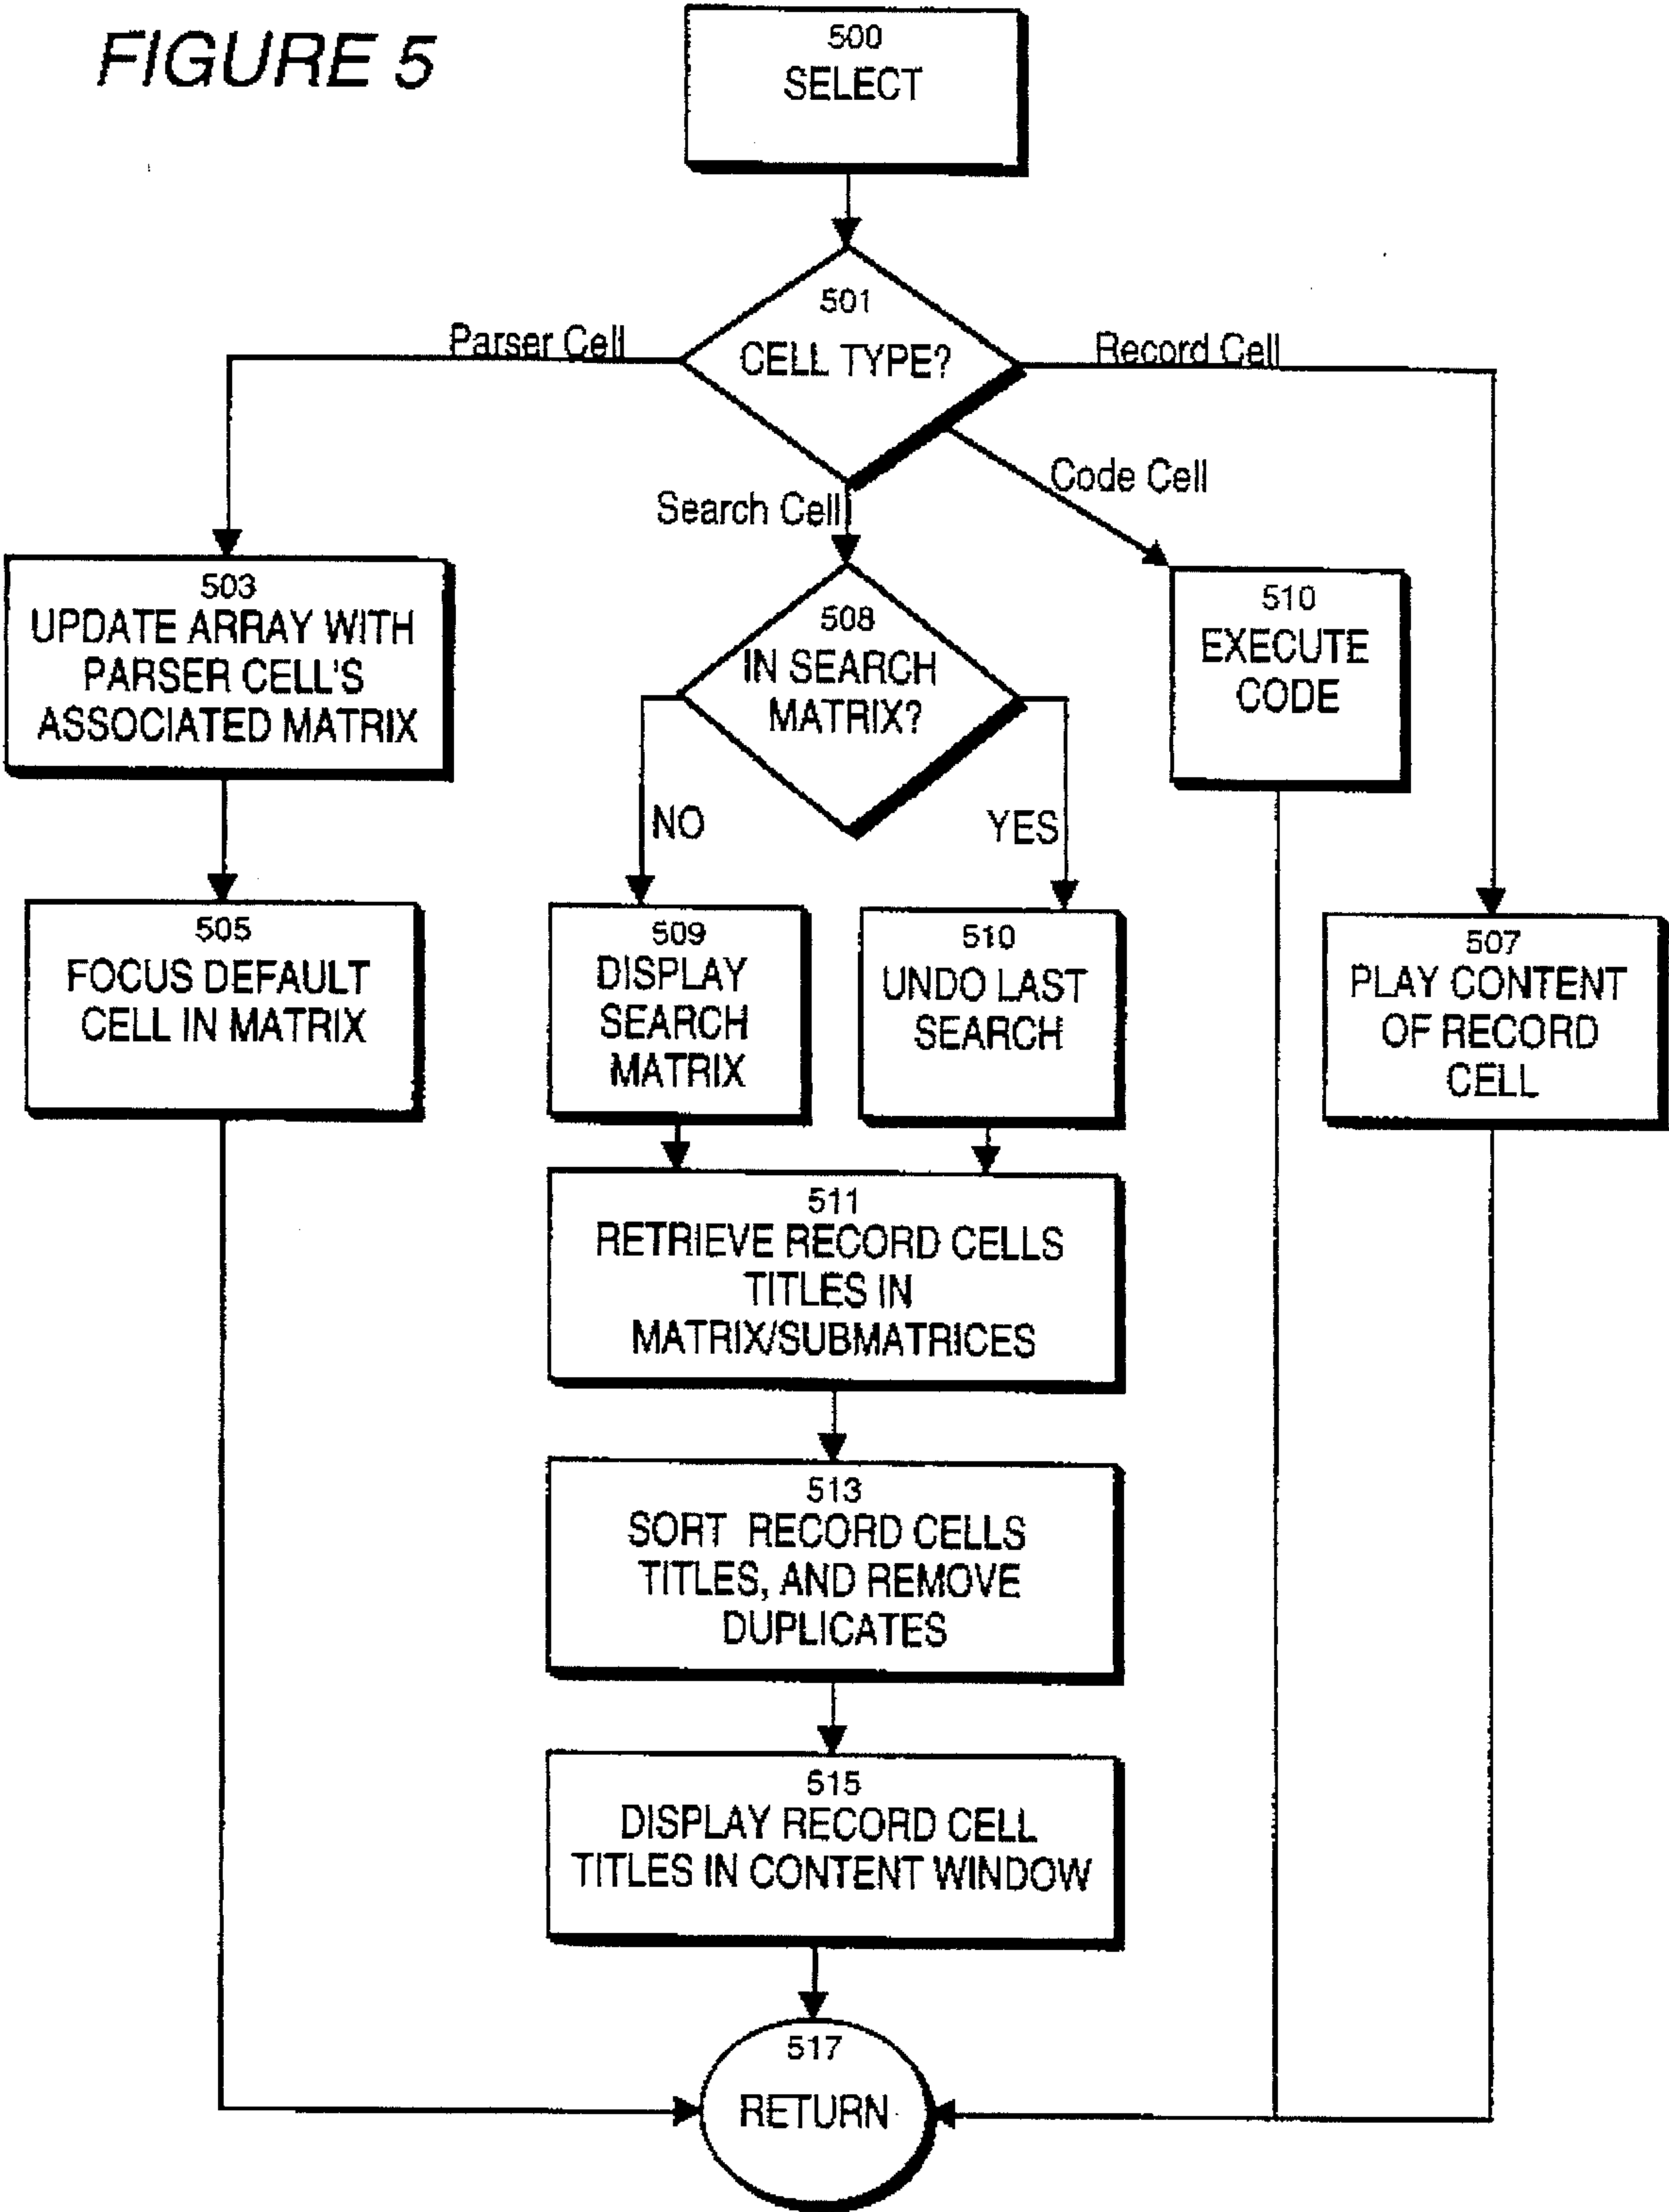 FIGURE 5
500
SELECT
501
CELL TYPE?
Parser Cell
Record Cell
Code Cell
Search Cell
503
UPDATE ARRAY WITH
PARSER CELL'S
ASSOCIATED MATRIX
508
IN SEARCH
MATRIX?
510
EXECUTE
CODE
NO
YES
505
FOCUS DEFAULT
CELL IN MATRIX
509
DISPLAY
SEARCH
MATRIX
510
UNDO LAST
SEARCH
507
PLAY CONTENT
OF RECORD
CELL
511
RETRIEVE RECORD CELLS
TITLES IN
MATRIX/SUBMATRICES
513
SORT RECORD CELLS
TITLES, AND REMOVE
DUPLICATES
515
DISPLAY RECORD CELL
TITLES IN CONTENT WINDOW
517
RETURN